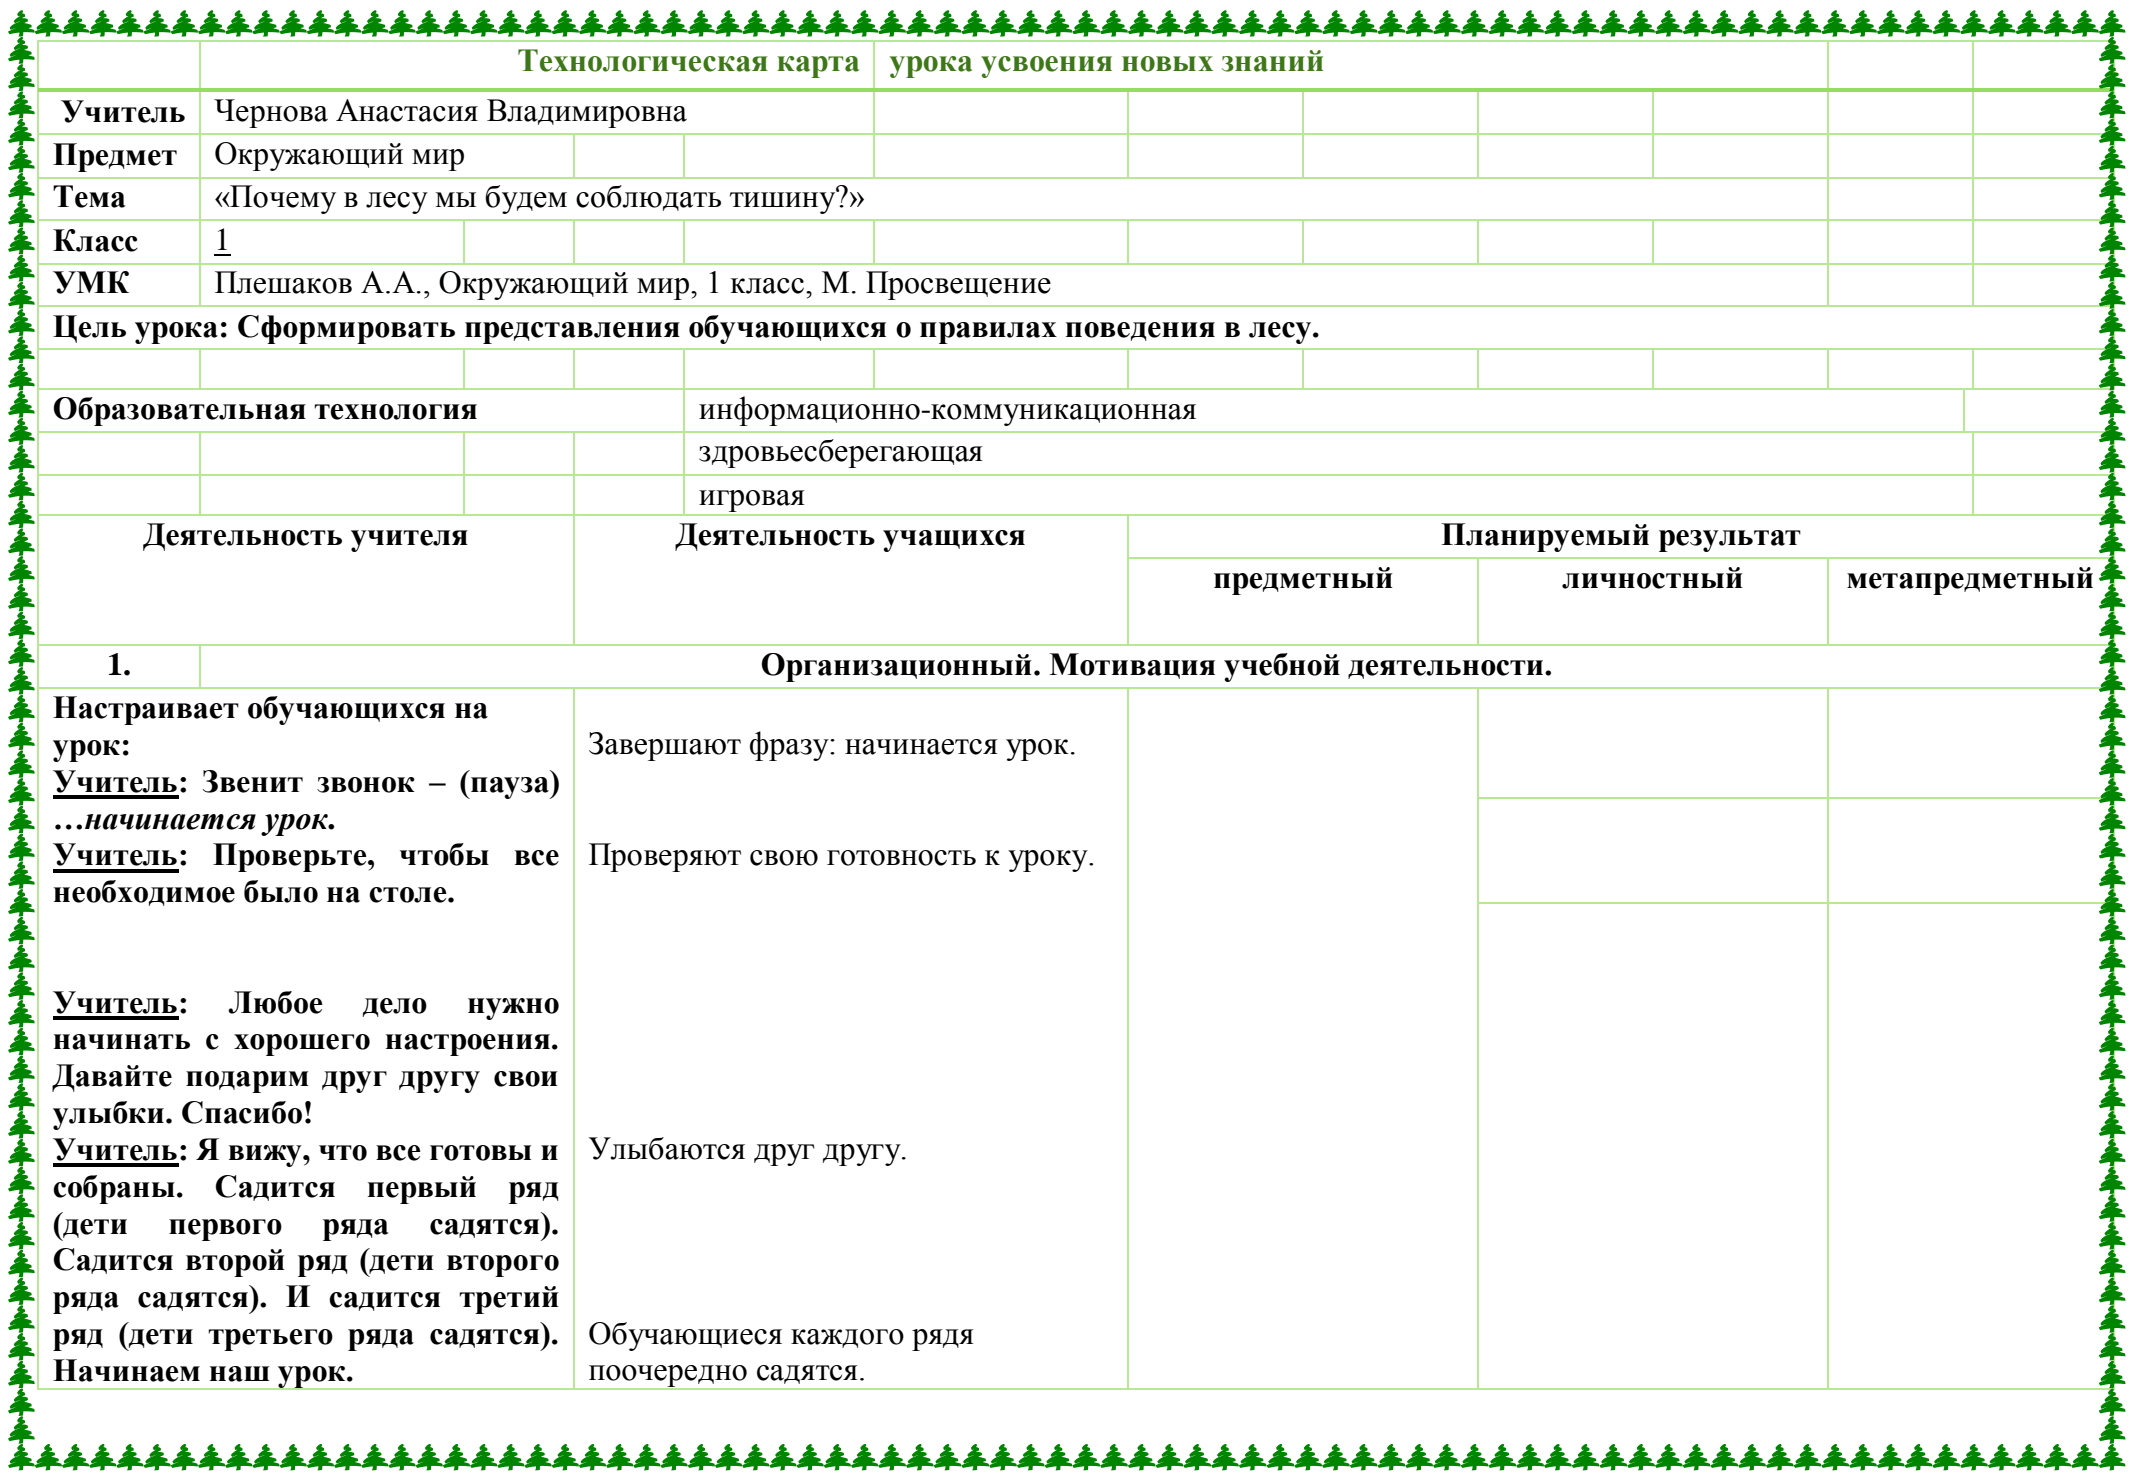 Технологическая карта урока усвоения новых знаний
Учитель Чернова Анастасия Владимировна
Предмет Окружающий мир
Тема «Почему в лесу мы будем соблюдать тишину?»
Класс 1
УМК Плешаков А.А., Окружающий мир, 1 класс, М. Просвещение
Цель урока: Сформировать представления обучающихся о правилах поведения в лесу.
Образовательная технология информационно-коммуникационная
здровьесберегающая
игровая
Деятельность учителя Деятельность учащихся Планируемый результат
предметный личностный метапредметный
1. Организационный. Мотивация учебной деятельности.
Настраивает обучающихся на
урок:
Учитель: Звенит звонок – (пауза)
…начинается урок.
Учитель: Проверьте, чтобы все
необходимое было на столе.
Учитель: Любое дело нужно
начинать с хорошего настроения.
Давайте подарим друг другу свои
улыбки. Спасибо!
Учитель: Я вижу, что все готовы и
собраны. Садится первый ряд
(дети первого ряда садятся).
Садится второй ряд (дети второго
ряда садятся). И садится третий
ряд (дети третьего ряда садятся).
Начинаем наш урок.
Завершают фразу: начинается урок.
Проверяют свою готовность к уроку.
Улыбаются друг другу.
Обучающиеся каждого рядя
поочередно садятся.